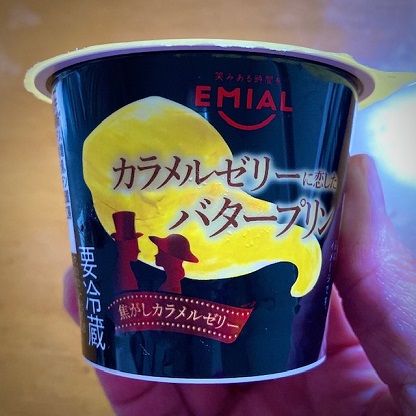 笑みある時間を
EMIAL
カラメルゼリーに恋した
バタープリン
焦がしカラメルゼリー
要冷蔵